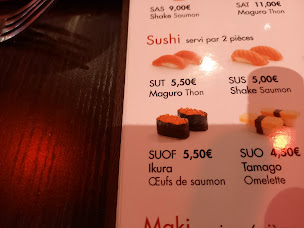 SAS 9,00€
Shake Saumon
SAT 11,00€
Maguro Thon
Sushi servi par 2 pièces
SUT 5,50€
Maguro Thon
SUS 5,00€
Shake Saumon
SUOF 5,50€
Ikura
Œufs de saumon
SUO 4,50€
Tamago
Omelette
Maki